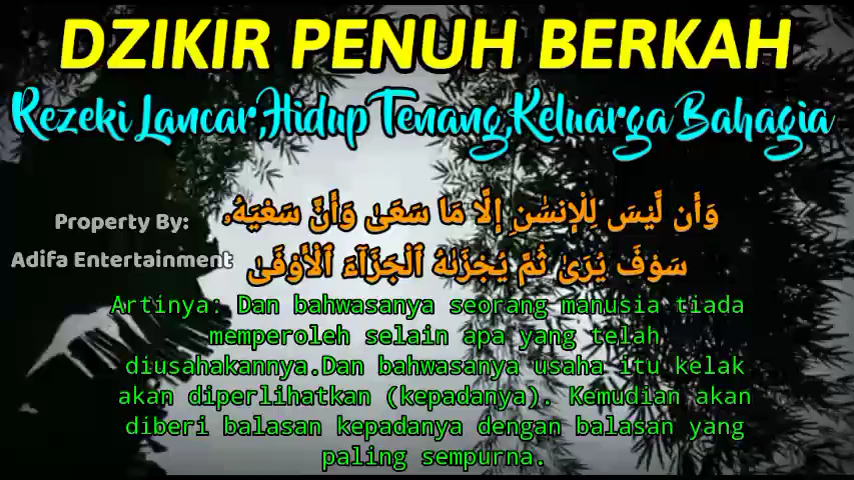 DZIKIR PENUH BERKAH
Rezeki Lancar,Hidup Tenang,Keluarga Bahagia
وَأَن لَّيْسَ لِلْإِنسَٰنِ إِلَّا مَا سَعَىٰ وَأَنَّ سَعْيَهُۥ
سَوْفَ يُرَىٰ ثُمَّ يُجْزَىٰهُ ٱلْجَزَآءَ ٱلْأَوْفَىٰ
Property By:
Adifa Entertainment
Artinya: Dan bahwasanya seorang manusia tiada
memperoleh selain apa yang telah
diusahakannya.Dan bahwasanya usaha itu kelak
akan diperlihatkan (kepadanya). Kemudian akan
diberi balasan kepadanya dengan balasan yang
paling sempurna.